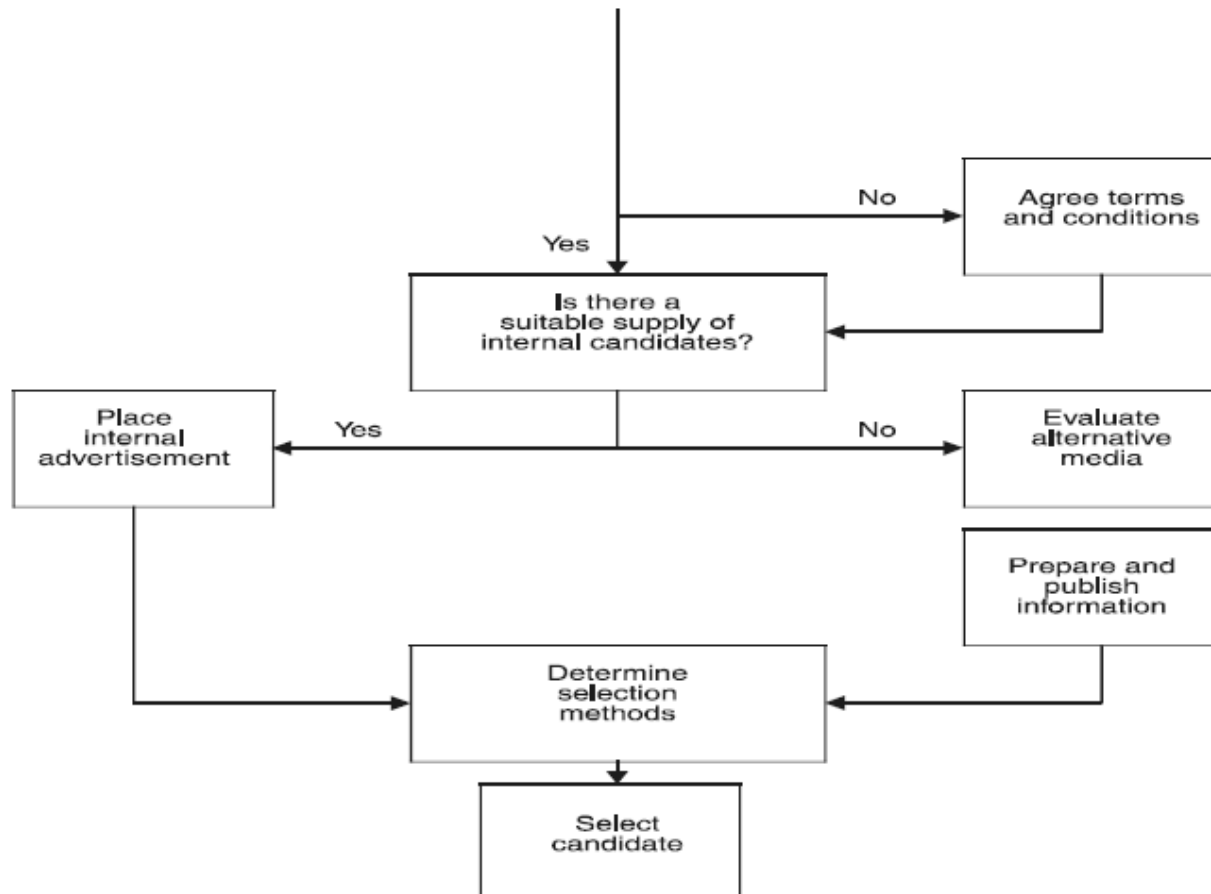 No
Agree terms
and conditions
Yes
Is there a
suitable supply of
internal candidates?
Place
internal
advertisement
Yes
No
Evaluate
alternative
media
Prepare and
publish
information
Determine
selection
methods
Select
candidate